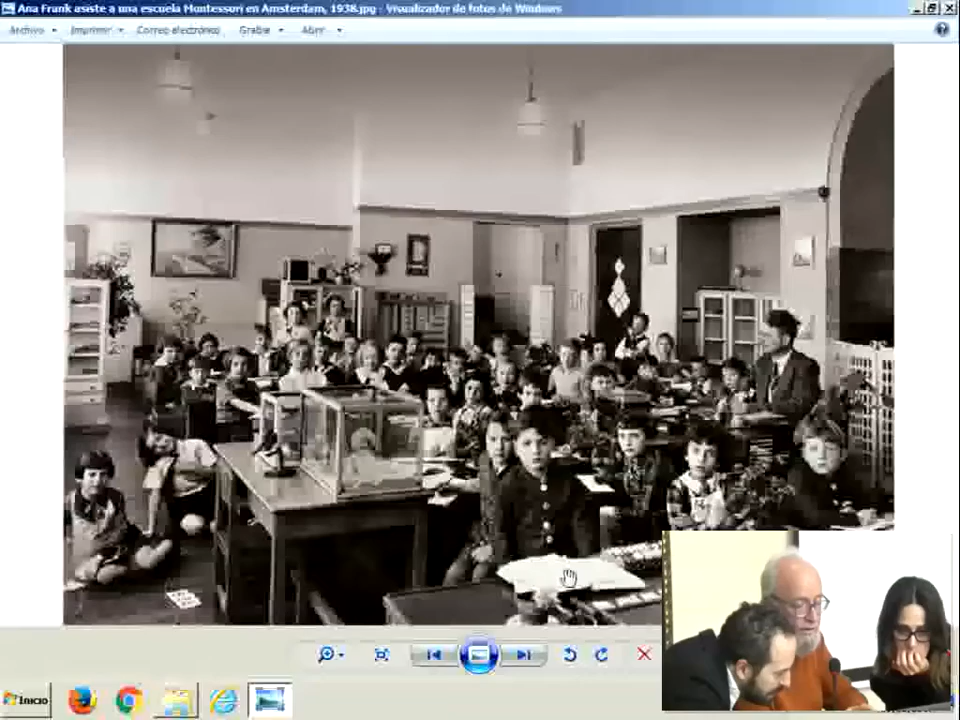 Ana Frank asiste a una escuela Montessori en Amsterdam, 1938.jpg - Visualizador de fotos de Windows
Archivo Imprimir Correo electrónico Grabar Abrir
Inicio